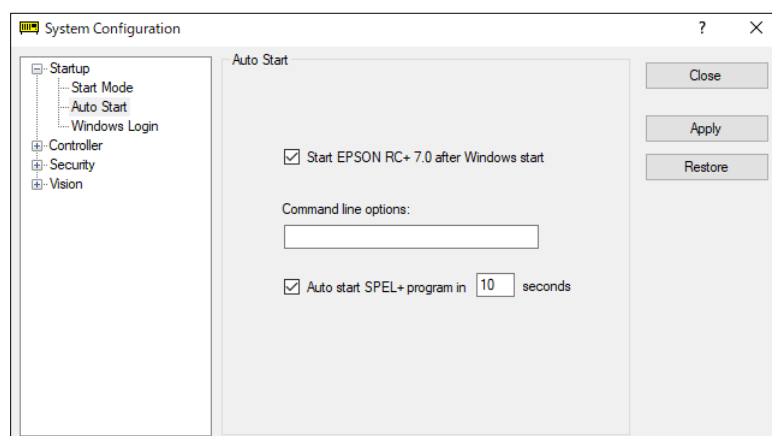 System Configuration
?
Startup
Start Mode
Auto Start
Windows Login
Controller
Security
Vision
Auto Start
Start EPSON RC+ 7.0 after Windows start
Command line options:
Auto start SPEL+ program in 10 seconds
Close
Apply
Restore